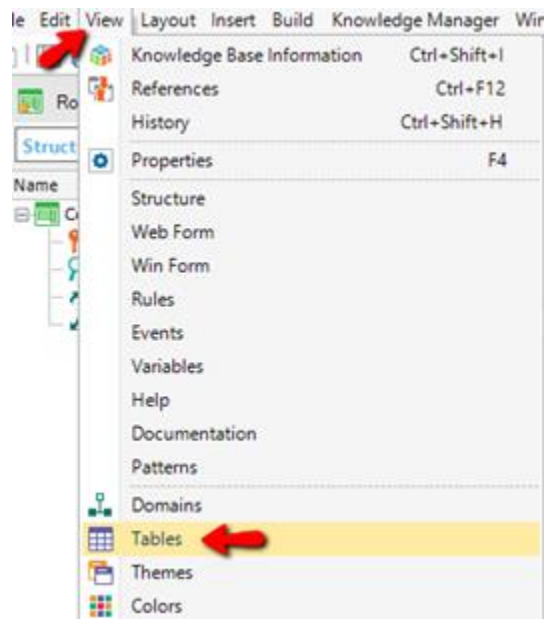 le Edit View Layout Insert Build Knowledge Manager Wir
Knowledge Base Information Ctrl+Shift+I
References Ctrl+F12
Ro
History Ctrl+Shift+H
Struct
Properties F4
Name
Structure
Web Form
Win Form
Rules
Events
Variables
Help
Documentation
Patterns
Domains
Tables
Themes
Colors